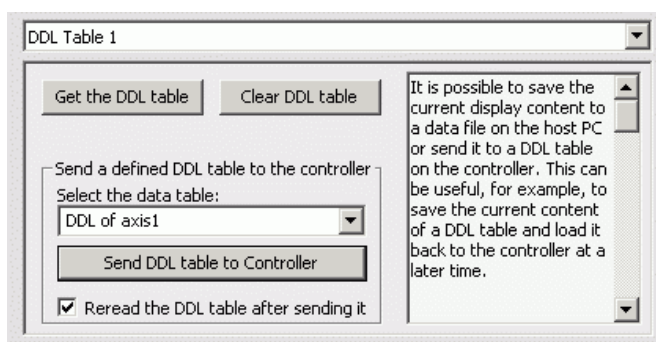 DDL Table 1
Get the DDL table
Clear DDL table
Send a defined DDL table to the controller
Select the data table:
DDL of axis1
Send DDL table to Controller
Reread the DDL table after sending it
It is possible to save the
current display content to
a data file on the host PC
or send it to a DDL table
on the controller. This can
be useful, for example, to
save the current content
of a DDL table and load it
back to the controller at a
later time.